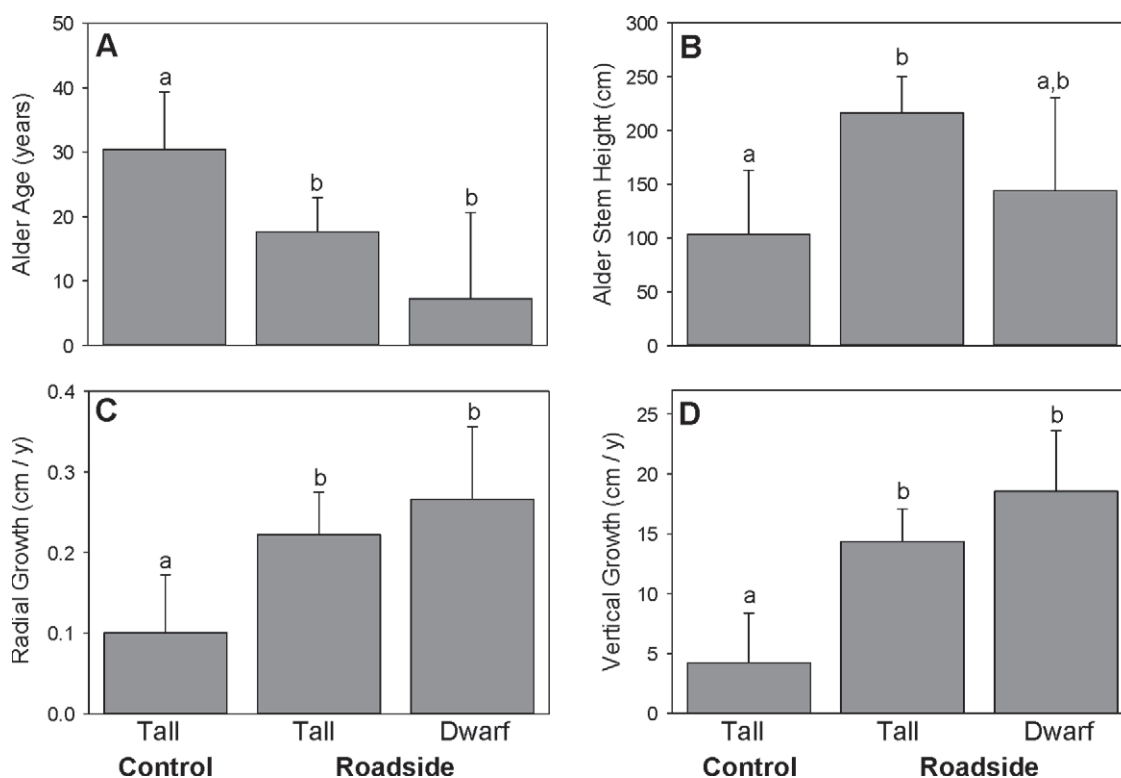 A
Alder Age (years)
50
40
30
20
10
0
a
b
b
B
Alder Stem Height (cm)
300
250
200
150
100
50
0
a
b
a,b
C
Radial Growth (cm / y)
0.4
0.3
0.2
0.1
0.0
a
b
b
Tall
Tall
Dwarf
Control
Roadside
D
Vertical Growth (cm / y)
25
20
15
10
5
0
a
b
b
Tall
Tall
Dwarf
Control
Roadside